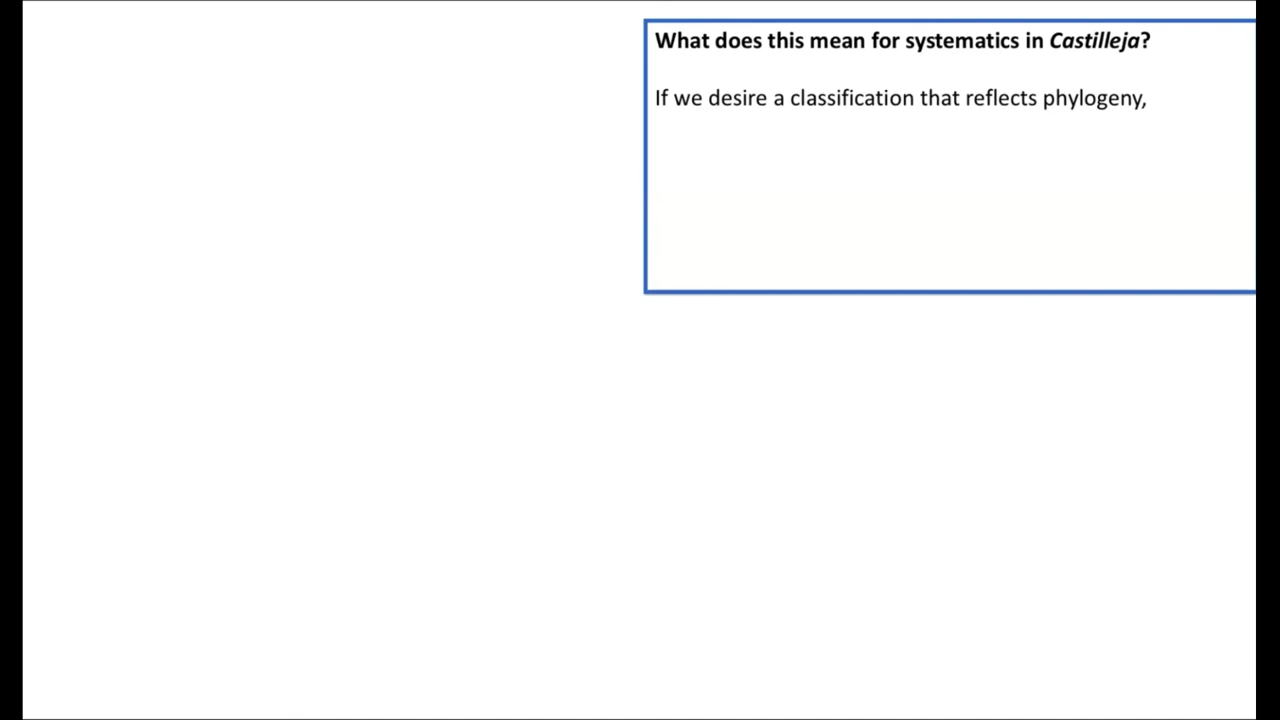 What does this mean for systematics in Castilleja?
If we desire a classification that reflects phylogeny,